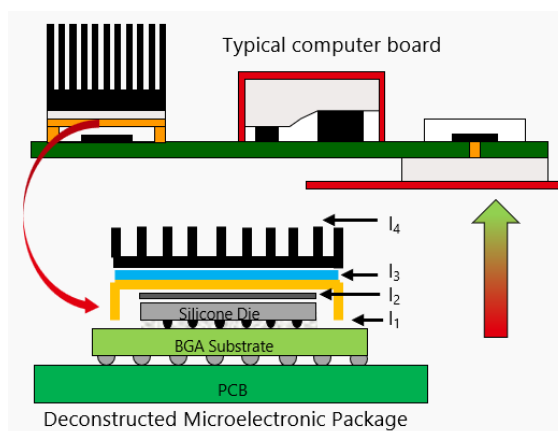 Typical computer board
I4
I3
I2
Silicone Die
I1
BGA Substrate
PCB
Deconstructed Microelectronic Package